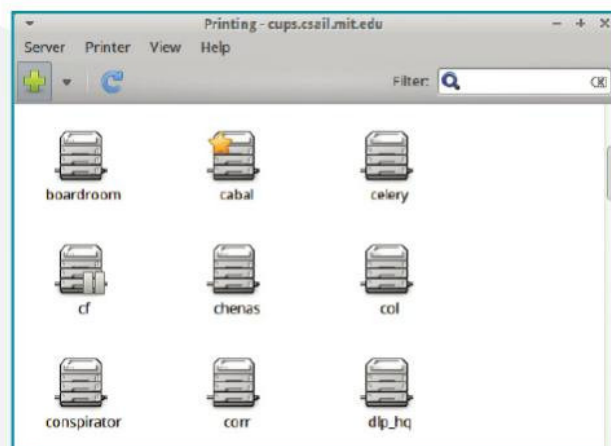 Printing - cups.csail.mit.edu
Server Printer View Help
Filter:
boardroom cabal celery
cf chenas col
conspirator corr dlp_hq